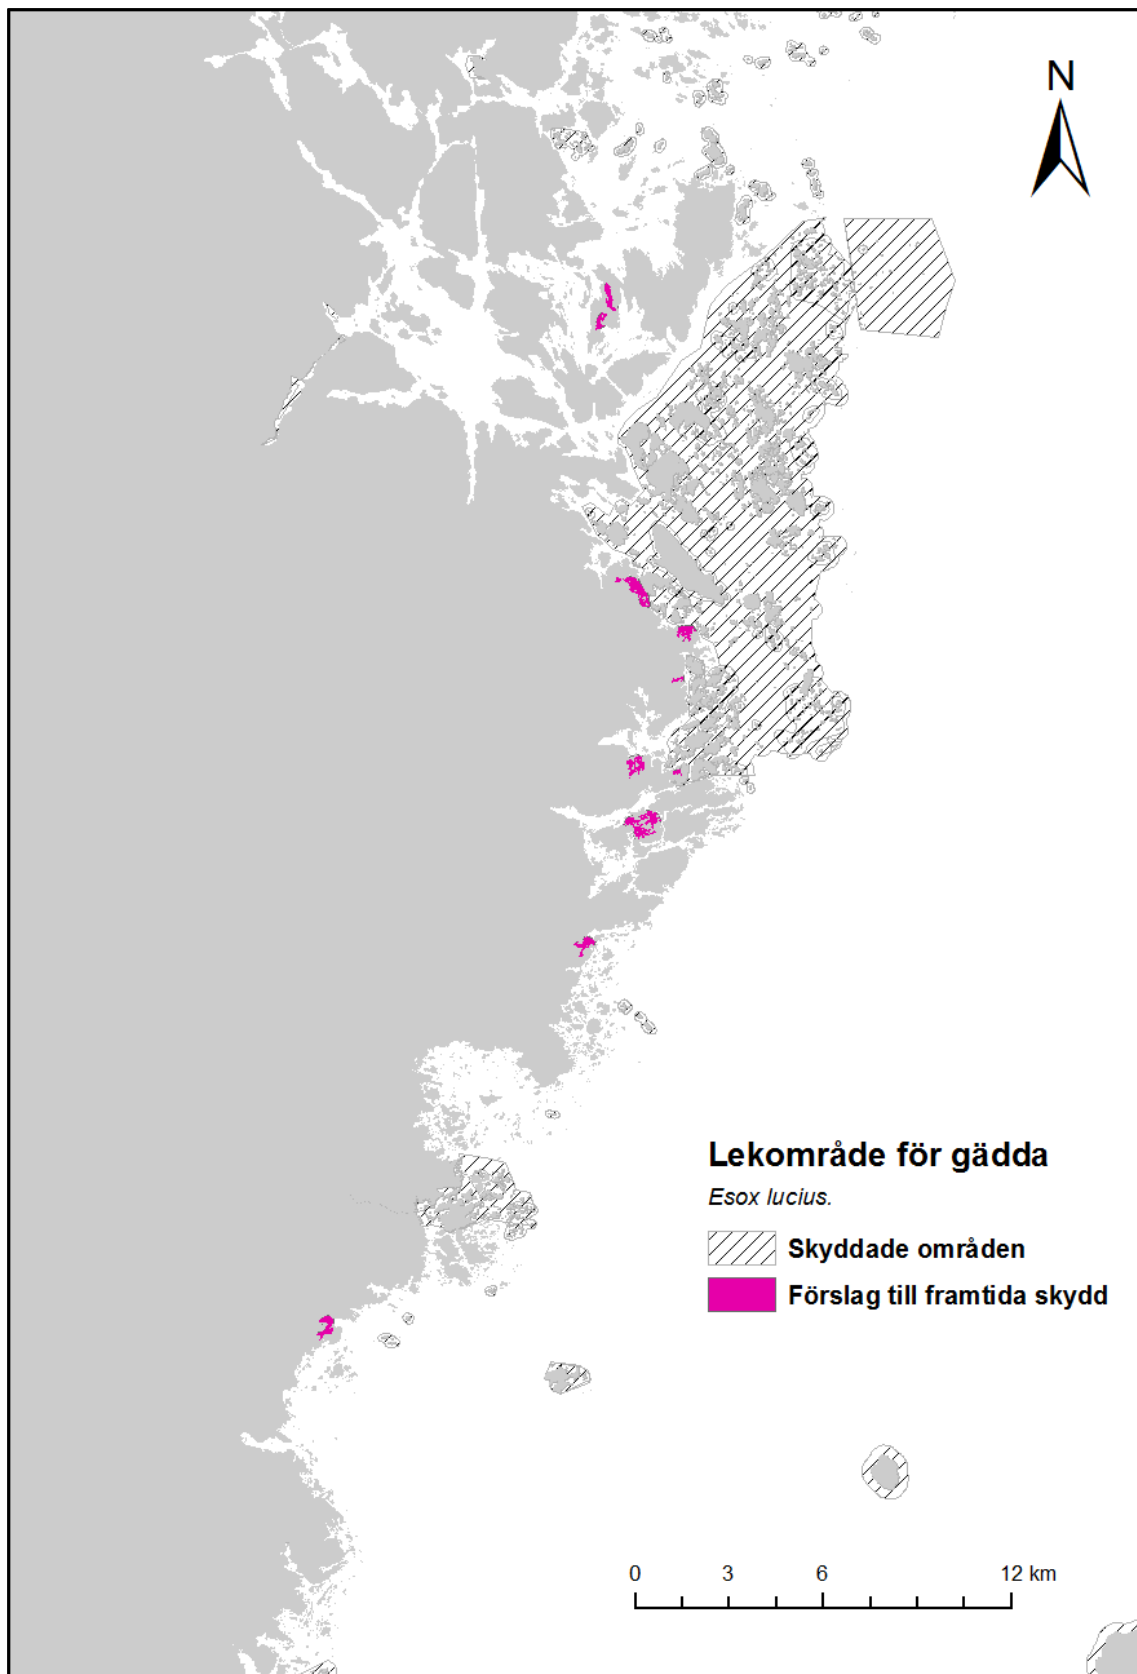 N
Lekområde för gädda
Esox lucius.
Skyddade områden
Förslag till framtida skydd
0 3 6 12 km